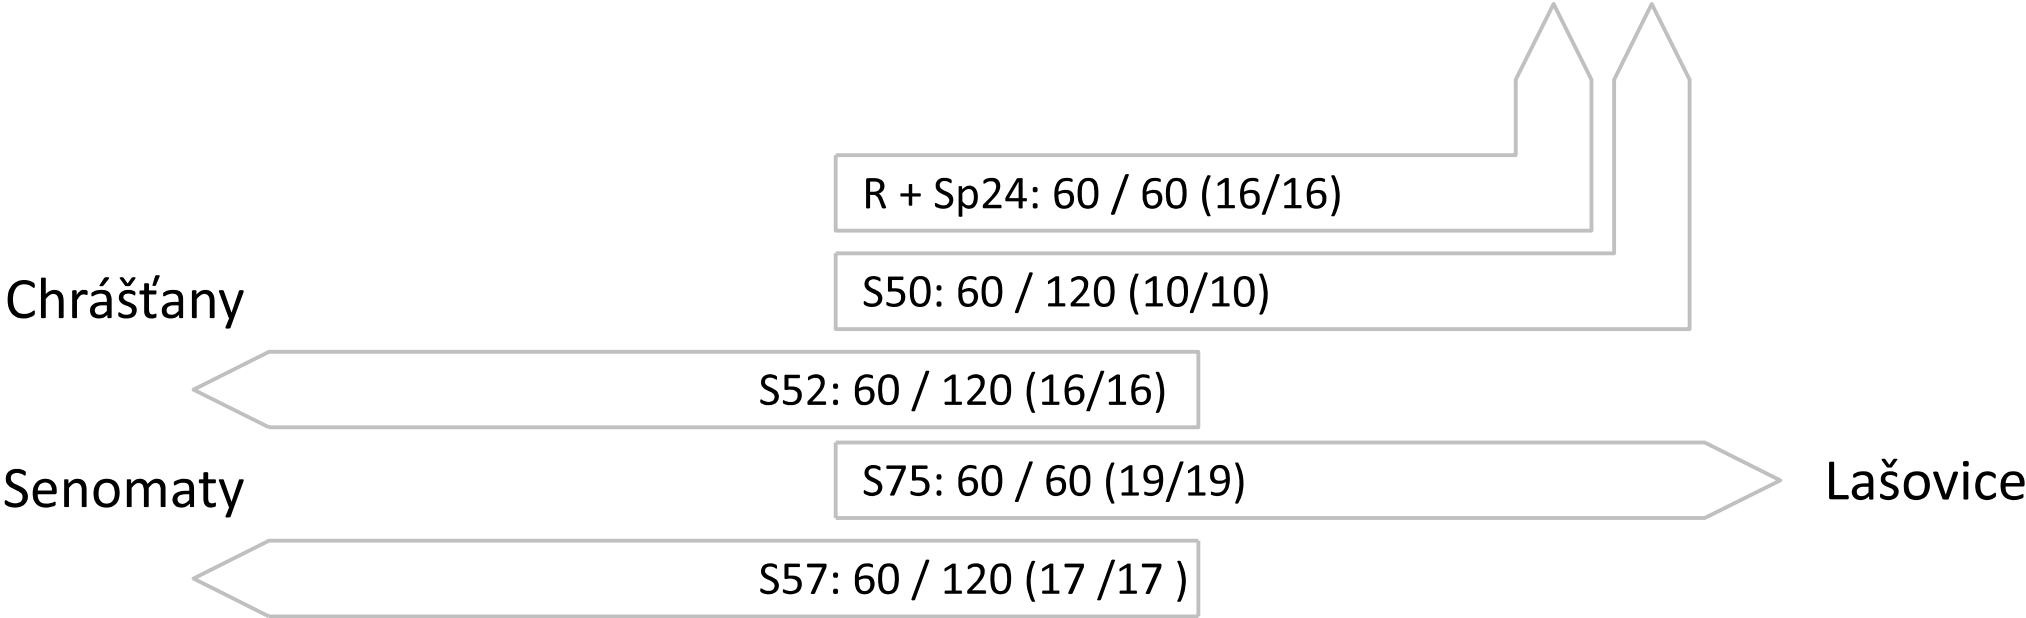 R + Sp24: 60 / 60 (16/16)
S50: 60 / 120 (10/10)
Chrášťany
S52: 60 / 120 (16/16)
S75: 60 / 60 (19/19)
Senomaty
Lašovice
S57: 60 / 120 (17 /17 )